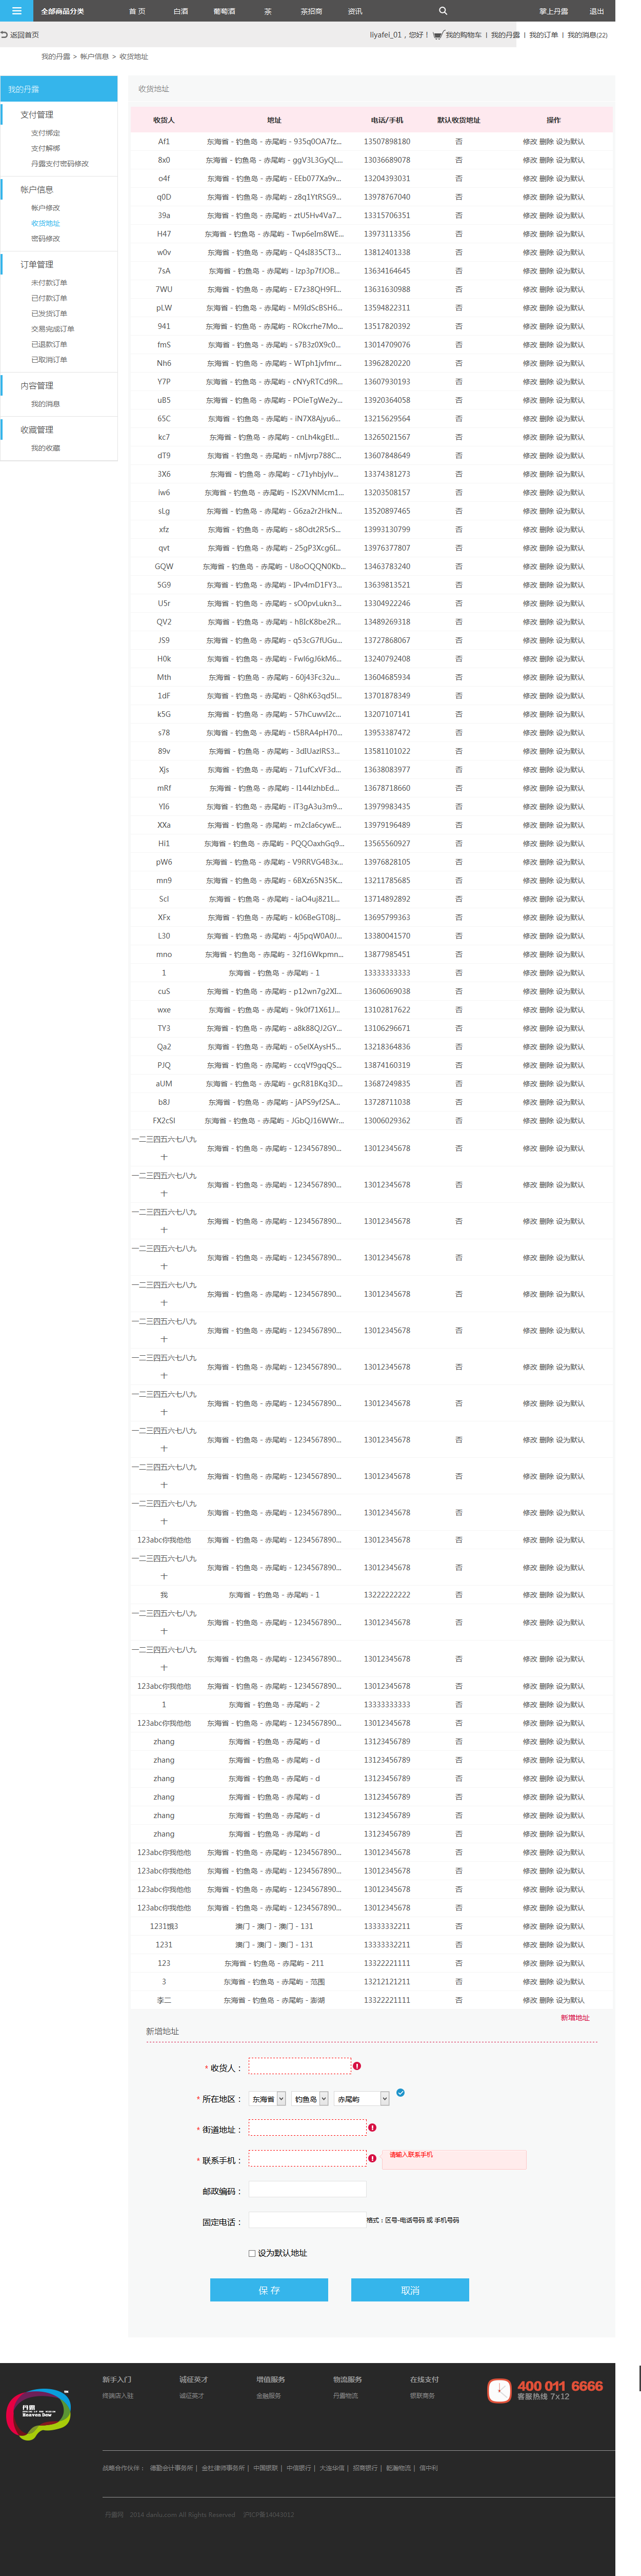 全部商品分类 首 页 白酒 葡萄酒 茶 茶招商 资讯 掌上丹露 退出
返回首页 liyafei_01，您好！ 我的购物车 | 我的丹露 | 我的订单 | 我的消息(22)
我的丹露 > 帐户信息 > 收货地址
我的丹露
支付管理
支付绑定
支付解绑
丹露支付密码修改
帐户信息
帐户修改
收货地址
密码修改
订单管理
未付款订单
已付款订单
已发货订单
交易完成订单
已退款订单
已取消订单
内容管理
我的消息
收藏管理
我的收藏
收货地址
收货人 地址 电话/手机 默认收货地址 操作
Af1 东海省 - 钓鱼岛 - 赤尾屿 - 935q0OA7fz... 13507898180 否 修改 删除 设为默认
8x0 东海省 - 钓鱼岛 - 赤尾屿 - ggV3L3GyQL... 13036689078 否 修改 删除 设为默认
o4f 东海省 - 钓鱼岛 - 赤尾屿 - EEb077Xa9v... 13204393031 否 修改 删除 设为默认
q0D 东海省 - 钓鱼岛 - 赤尾屿 - z8q1YtRSG9... 13978767040 否 修改 删除 设为默认
39a 东海省 - 钓鱼岛 - 赤尾屿 - ztU5Hv4Va7... 13315706351 否 修改 删除 设为默认
H47 东海省 - 钓鱼岛 - 赤尾屿 - Twp6eIm8WE... 13973113356 否 修改 删除 设为默认
w0v 东海省 - 钓鱼岛 - 赤尾屿 - Q4sI835CT3... 13812401338 否 修改 删除 设为默认
7sA 东海省 - 钓鱼岛 - 赤尾屿 - Izp3p7fJOB... 13634164645 否 修改 删除 设为默认
7WU 东海省 - 钓鱼岛 - 赤尾屿 - E7z38QH9FI... 13631630988 否 修改 删除 设为默认
pLW 东海省 - 钓鱼岛 - 赤尾屿 - M9IdScBSH6... 13594822311 否 修改 删除 设为默认
941 东海省 - 钓鱼岛 - 赤尾屿 - ROkcrhe7Mo... 13517820392 否 修改 删除 设为默认
fmS 东海省 - 钓鱼岛 - 赤尾屿 - s7B3z0X9c0... 13014709076 否 修改 删除 设为默认
Nh6 东海省 - 钓鱼岛 - 赤尾屿 - WTph1jvfmr... 13962820220 否 修改 删除 设为默认
Y7P 东海省 - 钓鱼岛 - 赤尾屿 - cNYyRTCd9R... 13607930193 否 修改 删除 设为默认
uB5 东海省 - 钓鱼岛 - 赤尾屿 - POieTgWe2y... 13920364058 否 修改 删除 设为默认
65C 东海省 - 钓鱼岛 - 赤尾屿 - iN7X8Ajyu6... 13215629564 否 修改 删除 设为默认
kc7 东海省 - 钓鱼岛 - 赤尾屿 - cnLh4kgEtl... 13265021567 否 修改 删除 设为默认
dT9 东海省 - 钓鱼岛 - 赤尾屿 - nMjvrp788C... 13607848649 否 修改 删除 设为默认
3X6 东海省 - 钓鱼岛 - 赤尾屿 - c71yhbjyIv... 13374381273 否 修改 删除 设为默认
iw6 东海省 - 钓鱼岛 - 赤尾屿 - IS2XVNMcm1... 13203508157 否 修改 删除 设为默认
sLg 东海省 - 钓鱼岛 - 赤尾屿 - G6za2r2HkN... 13520897465 否 修改 删除 设为默认
xfz 东海省 - 钓鱼岛 - 赤尾屿 - s8Odt2R5rS... 13993130799 否 修改 删除 设为默认
qvt 东海省 - 钓鱼岛 - 赤尾屿 - 25gP3Xcg6I... 13976377807 否 修改 删除 设为默认
GQW 东海省 - 钓鱼岛 - 赤尾屿 - U8oOQQN0Kb... 13463783240 否 修改 删除 设为默认
5G9 东海省 - 钓鱼岛 - 赤尾屿 - IPv4mD1FY3... 13639813521 否 修改 删除 设为默认
U5r 东海省 - 钓鱼岛 - 赤尾屿 - sO0pvLukn3... 13304922246 否 修改 删除 设为默认
QV2 东海省 - 钓鱼岛 - 赤尾屿 - hBIcK8be2R... 13489269318 否 修改 删除 设为默认
JS9 东海省 - 钓鱼岛 - 赤尾屿 - q53cG7fUGu... 13727868067 否 修改 删除 设为默认
H0k 东海省 - 钓鱼岛 - 赤尾屿 - FwI6gJ6kM6... 13240792408 否 修改 删除 设为默认
Mth 东海省 - 钓鱼岛 - 赤尾屿 - 60j43Fc32u... 13604685934 否 修改 删除 设为默认
1dF 东海省 - 钓鱼岛 - 赤尾屿 - Q8hK63qdSl... 13701878349 否 修改 删除 设为默认
k5G 东海省 - 钓鱼岛 - 赤尾屿 - 57hCuwvI2c... 13207107141 否 修改 删除 设为默认
s78 东海省 - 钓鱼岛 - 赤尾屿 - t5BRA4pH70... 13953387472 否 修改 删除 设为默认
89v 东海省 - 钓鱼岛 - 赤尾屿 - 3dIUazIRS3... 13581101022 否 修改 删除 设为默认
Xjs 东海省 - 钓鱼岛 - 赤尾屿 - 71ufCxVF3d... 13638083977 否 修改 删除 设为默认
mRf 东海省 - 钓鱼岛 - 赤尾屿 - I144lzhbEd... 13678718660 否 修改 删除 设为默认
YI6 东海省 - 钓鱼岛 - 赤尾屿 - iT3gA3u3m9... 13979983435 否 修改 删除 设为默认
XXa 东海省 - 钓鱼岛 - 赤尾屿 - m2cIa6cywE... 13979196489 否 修改 删除 设为默认
Hi1 东海省 - 钓鱼岛 - 赤尾屿 - PQQOaxhGq9... 13565560927 否 修改 删除 设为默认
pW6 东海省 - 钓鱼岛 - 赤尾屿 - V9RRVG4B3x... 13976828105 否 修改 删除 设为默认
mn9 东海省 - 钓鱼岛 - 赤尾屿 - 6BXz65N35K... 13211785685 否 修改 删除 设为默认
ScI 东海省 - 钓鱼岛 - 赤尾屿 - iaO4uj821L... 13714892892 否 修改 删除 设为默认
XFx 东海省 - 钓鱼岛 - 赤尾屿 - k06BeGT08j... 13695799363 否 修改 删除 设为默认
L30 东海省 - 钓鱼岛 - 赤尾屿 - 4j5pqW0A0J... 13380041570 否 修改 删除 设为默认
mno 东海省 - 钓鱼岛 - 赤尾屿 - 32f16Wkpmn... 13877985451 否 修改 删除 设为默认
1 东海省 - 钓鱼岛 - 赤尾屿 - 1 13333333333 否 修改 删除 设为默认
cuS 东海省 - 钓鱼岛 - 赤尾屿 - p12wn7g2XI... 13606069038 否 修改 删除 设为默认
wxe 东海省 - 钓鱼岛 - 赤尾屿 - 9k0f71X61J... 13102817622 否 修改 删除 设为默认
TY3 东海省 - 钓鱼岛 - 赤尾屿 - a8k88QJ2GY... 13106296671 否 修改 删除 设为默认
Qa2 东海省 - 钓鱼岛 - 赤尾屿 - o5eIXAysH5... 13218364836 否 修改 删除 设为默认
PJQ 东海省 - 钓鱼岛 - 赤尾屿 - ccqVf9gqQS... 13874160319 否 修改 删除 设为默认
aUM 东海省 - 钓鱼岛 - 赤尾屿 - gcR81BKq3D... 13687249835 否 修改 删除 设为默认
b8J 东海省 - 钓鱼岛 - 赤尾屿 - jAPS9yf2SA... 13728711038 否 修改 删除 设为默认
FX2cSI 东海省 - 钓鱼岛 - 赤尾屿 - JGbQJ16WWr... 13006029362 否 修改 删除 设为默认
一二三四五六七八九十 东海省 - 钓鱼岛 - 赤尾屿 - 1234567890... 13012345678 否 修改 删除 设为默认
一二三四五六七八九十 东海省 - 钓鱼岛 - 赤尾屿 - 1234567890... 13012345678 否 修改 删除 设为默认
一二三四五六七八九十 东海省 - 钓鱼岛 - 赤尾屿 - 1234567890... 13012345678 否 修改 删除 设为默认
一二三四五六七八九十 东海省 - 钓鱼岛 - 赤尾屿 - 1234567890... 13012345678 否 修改 删除 设为默认
一二三四五六七八九十 东海省 - 钓鱼岛 - 赤尾屿 - 1234567890... 13012345678 否 修改 删除 设为默认
一二三四五六七八九十 东海省 - 钓鱼岛 - 赤尾屿 - 1234567890... 13012345678 否 修改 删除 设为默认
一二三四五六七八九十 东海省 - 钓鱼岛 - 赤尾屿 - 1234567890... 13012345678 否 修改 删除 设为默认
一二三四五六七八九十 东海省 - 钓鱼岛 - 赤尾屿 - 1234567890... 13012345678 否 修改 删除 设为默认
一二三四五六七八九十 东海省 - 钓鱼岛 - 赤尾屿 - 1234567890... 13012345678 否 修改 删除 设为默认
一二三四五六七八九十 东海省 - 钓鱼岛 - 赤尾屿 - 1234567890... 13012345678 否 修改 删除 设为默认
一二三四五六七八九十 东海省 - 钓鱼岛 - 赤尾屿 - 1234567890... 13012345678 否 修改 删除 设为默认
123abc你我他他 东海省 - 钓鱼岛 - 赤尾屿 - 1234567890... 13012345678 否 修改 删除 设为默认
一二三四五六七八九十 东海省 - 钓鱼岛 - 赤尾屿 - 1234567890... 13012345678 否 修改 删除 设为默认
我 东海省 - 钓鱼岛 - 赤尾屿 - 1 13222222222 否 修改 删除 设为默认
一二三四五六七八九十 东海省 - 钓鱼岛 - 赤尾屿 - 1234567890... 13012345678 否 修改 删除 设为默认
一二三四五六七八九十 东海省 - 钓鱼岛 - 赤尾屿 - 1234567890... 13012345678 否 修改 删除 设为默认
123abc你我他他 东海省 - 钓鱼岛 - 赤尾屿 - 1234567890... 13012345678 否 修改 删除 设为默认
1 东海省 - 钓鱼岛 - 赤尾屿 - 2 13333333333 否 修改 删除 设为默认
123abc你我他他 东海省 - 钓鱼岛 - 赤尾屿 - 1234567890... 13012345678 否 修改 删除 设为默认
zhang 东海省 - 钓鱼岛 - 赤尾屿 - d 13123456789 否 修改 删除 设为默认
zhang 东海省 - 钓鱼岛 - 赤尾屿 - d 13123456789 否 修改 删除 设为默认
zhang 东海省 - 钓鱼岛 - 赤尾屿 - d 13123456789 否 修改 删除 设为默认
zhang 东海省 - 钓鱼岛 - 赤尾屿 - d 13123456789 否 修改 删除 设为默认
zhang 东海省 - 钓鱼岛 - 赤尾屿 - d 13123456789 否 修改 删除 设为默认
zhang 东海省 - 钓鱼岛 - 赤尾屿 - d 13123456789 否 修改 删除 设为默认
123abc你我他他 东海省 - 钓鱼岛 - 赤尾屿 - 1234567890... 13012345678 否 修改 删除 设为默认
123abc你我他他 东海省 - 钓鱼岛 - 赤尾屿 - 1234567890... 13012345678 否 修改 删除 设为默认
123abc你我他他 东海省 - 钓鱼岛 - 赤尾屿 - 1234567890... 13012345678 否 修改 删除 设为默认
123abc你我他他 东海省 - 钓鱼岛 - 赤尾屿 - 1234567890... 13012345678 否 修改 删除 设为默认
1231饿3 澳门 - 澳门 - 澳门 - 131 13333332211 否 修改 删除 设为默认
1231 澳门 - 澳门 - 澳门 - 131 13333332211 否 修改 删除 设为默认
123 东海省 - 钓鱼岛 - 赤尾屿 - 211 13322221111 否 修改 删除 设为默认
3 东海省 - 钓鱼岛 - 赤尾屿 - 范围 13212121211 否 修改 删除 设为默认
李二 东海省 - 钓鱼岛 - 赤尾屿 - 澎湖 13322221111 否 修改 删除 设为默认
新增地址
新增地址
* 收货人：
* 所在地区： 东海省 钓鱼岛 赤尾屿
* 街道地址：
* 联系手机： 请输入联系手机
邮政编码：
固定电话： 格式：区号-电话号码 或 手机号码
设为默认地址
保 存 取消
新手入门 诚征英才 增值服务 物流服务 在线支付
终端店入驻 诚征英才 金融服务 丹露物流 银联商务
400 011 6666
客服热线 7x12
丹露
Heaven Dew
战略合作伙伴： 德勤会计事务所 | 金杜律师事务所 | 中国银联 | 中信银行 | 大连华信 | 招商银行 | 乾瀚物流 | 信中利
丹露网 2014 danlu.com All Rights Reserved 沪ICP备14043012